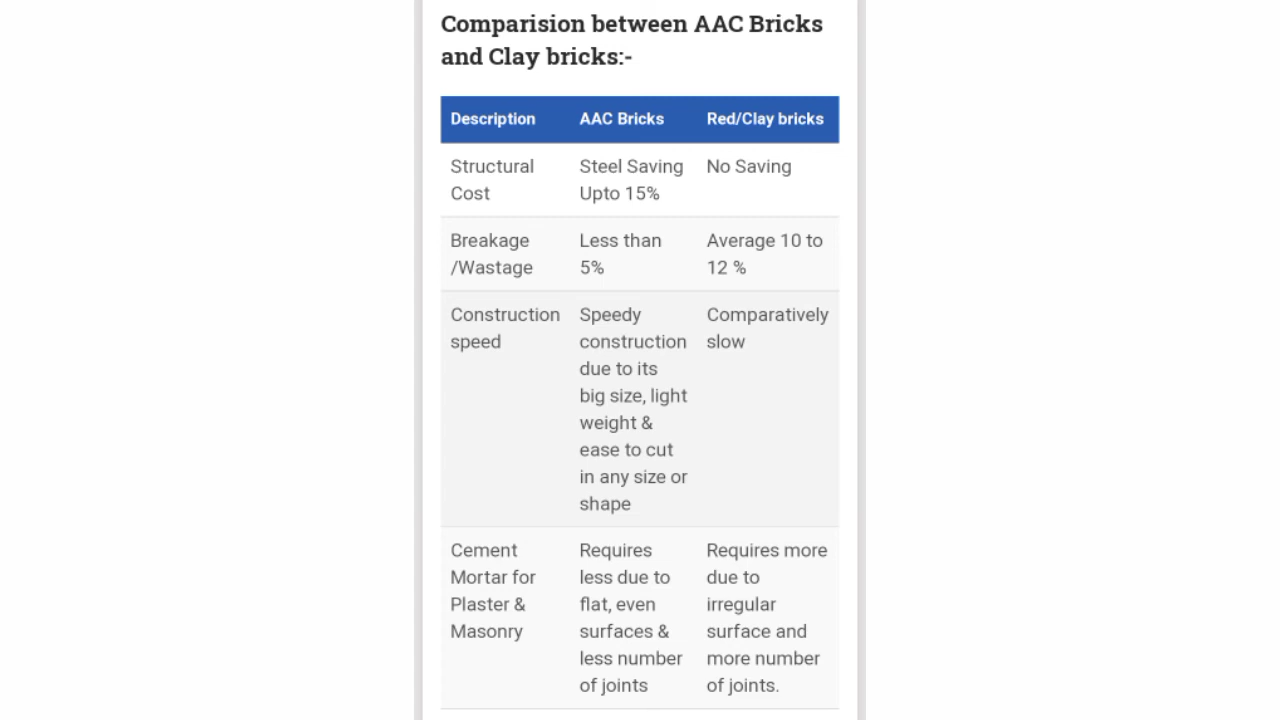 Comparision between AAC Bricks
and Clay bricks:-
Description AAC Bricks Red/Clay bricks
Structural Cost Steel Saving Upto 15% No Saving
Breakage /Wastage Less than 5% Average 10 to 12 %
Construction speed Speedy construction due to its big size, light weight & ease to cut in any size or shape Comparatively slow
Cement Mortar for Plaster & Masonry Requires less due to flat, even surfaces & less number of joints Requires more due to irregular surface and more number of joints.